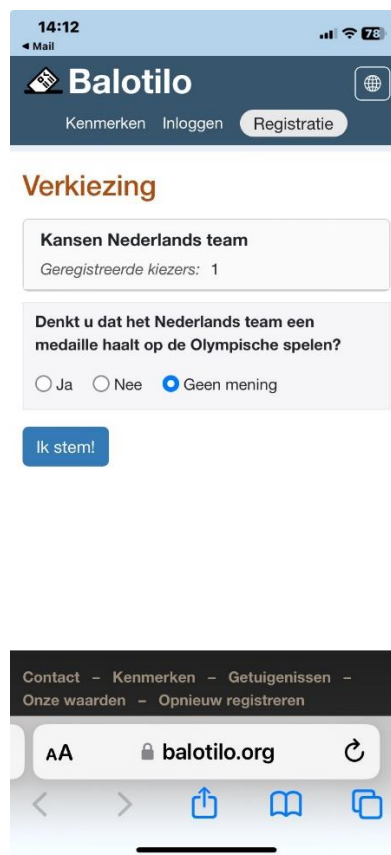 14:12
◀ Mail
78
Balotilo
Kenmerken Inloggen Registratie
Verkiezing
Kansen Nederlands team
Geregistreerde kiezers: 1
Denkt u dat het Nederlands team een
medaille haalt op de Olympische spelen?
Ja Nee Geen mening
Ik stem!
Contact – Kenmerken – Getuigenissen –
Onze waarden – Opnieuw registreren
AA balotilo.org